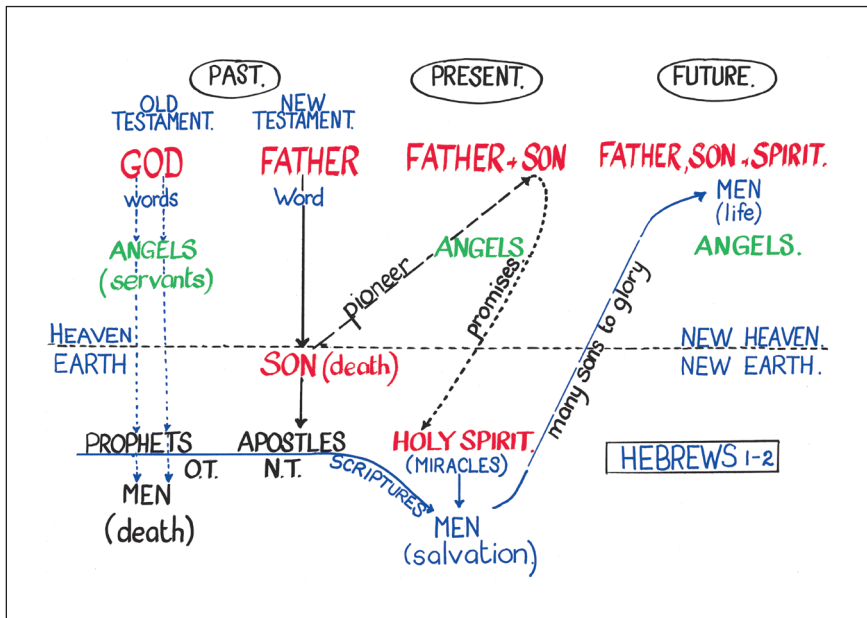 PAST.
PRESENT.
FUTURE.
OLD
TESTAMENT.
NEW
TESTAMENT.
GOD
FATHER
FATHER + SON
FATHER, SON + SPIRIT.
words
Word
MEN
(life)
ANGELS
(servants)
pioneer
ANGELS
promises
ANGELS.
many sons to glory
HEAVEN
EARTH
SON (death)
NEW HEAVEN.
NEW EARTH.
PROPHETS
O.T.
APOSTLES
N.T.
SCRIPTURES
HOLY SPIRIT.
(MIRACLES)
HEBREWS 1-2
MEN
(death)
MEN
(salvation)